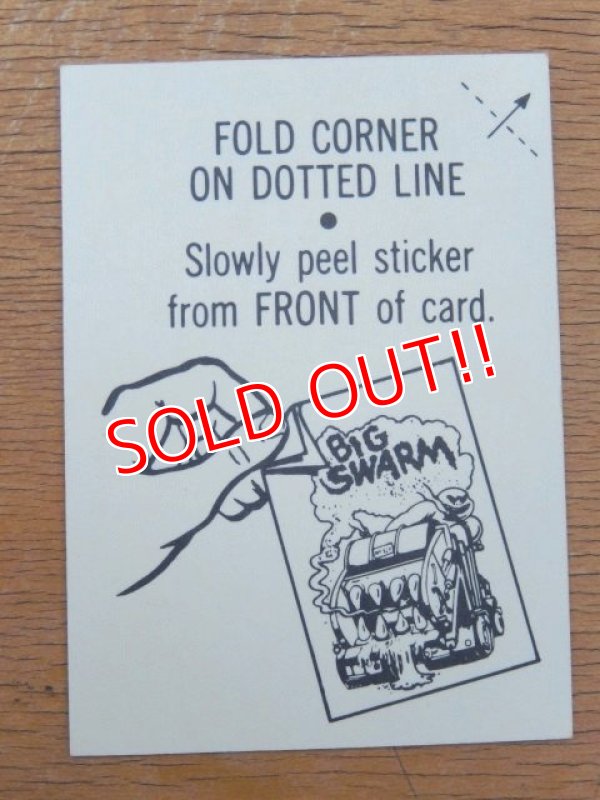 FOLD CORNER
ON DOTTED LINE
Slowly peel sticker
from FRONT of card.
SOLD OUT!!
BIG
SWARM